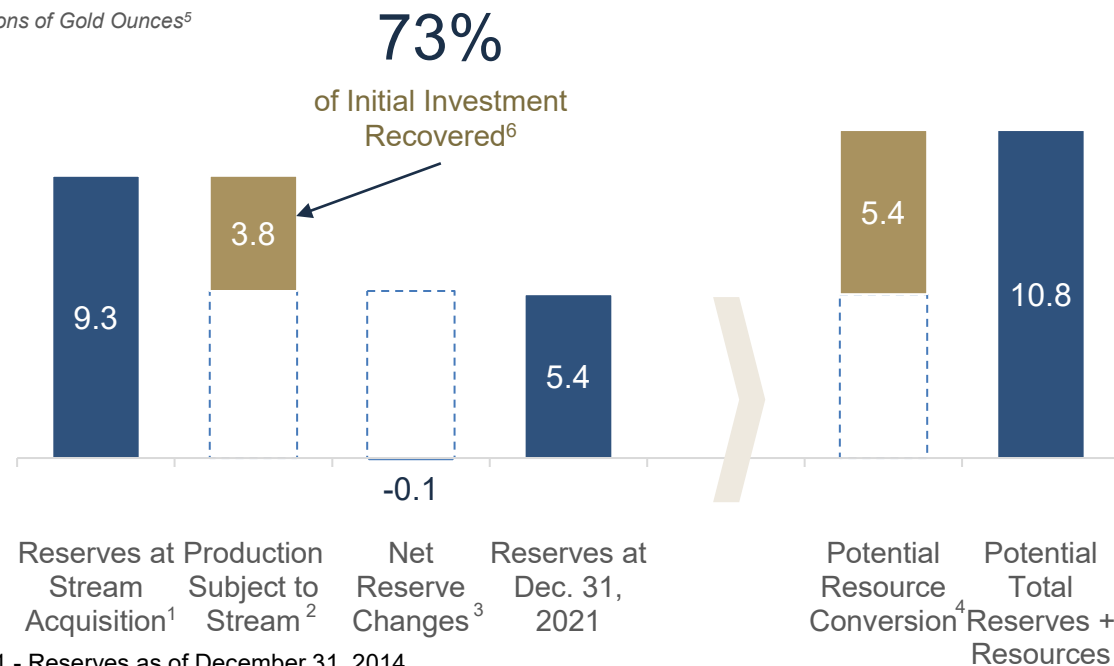 ons of Gold Ounces⁵
73%
of Initial Investment
Recovered⁶
9.3
3.8
-0.1
5.4
5.4
10.8
Reserves at
Stream
Acquisition¹
Production
Subject to
Stream ²
Net
Reserve
Changes ³
Reserves at
Dec. 31,
2021
Potential
Resource
Conversion⁴
Potential
Total
Reserves +
Resources
1 - Reserves as of December 31, 2014